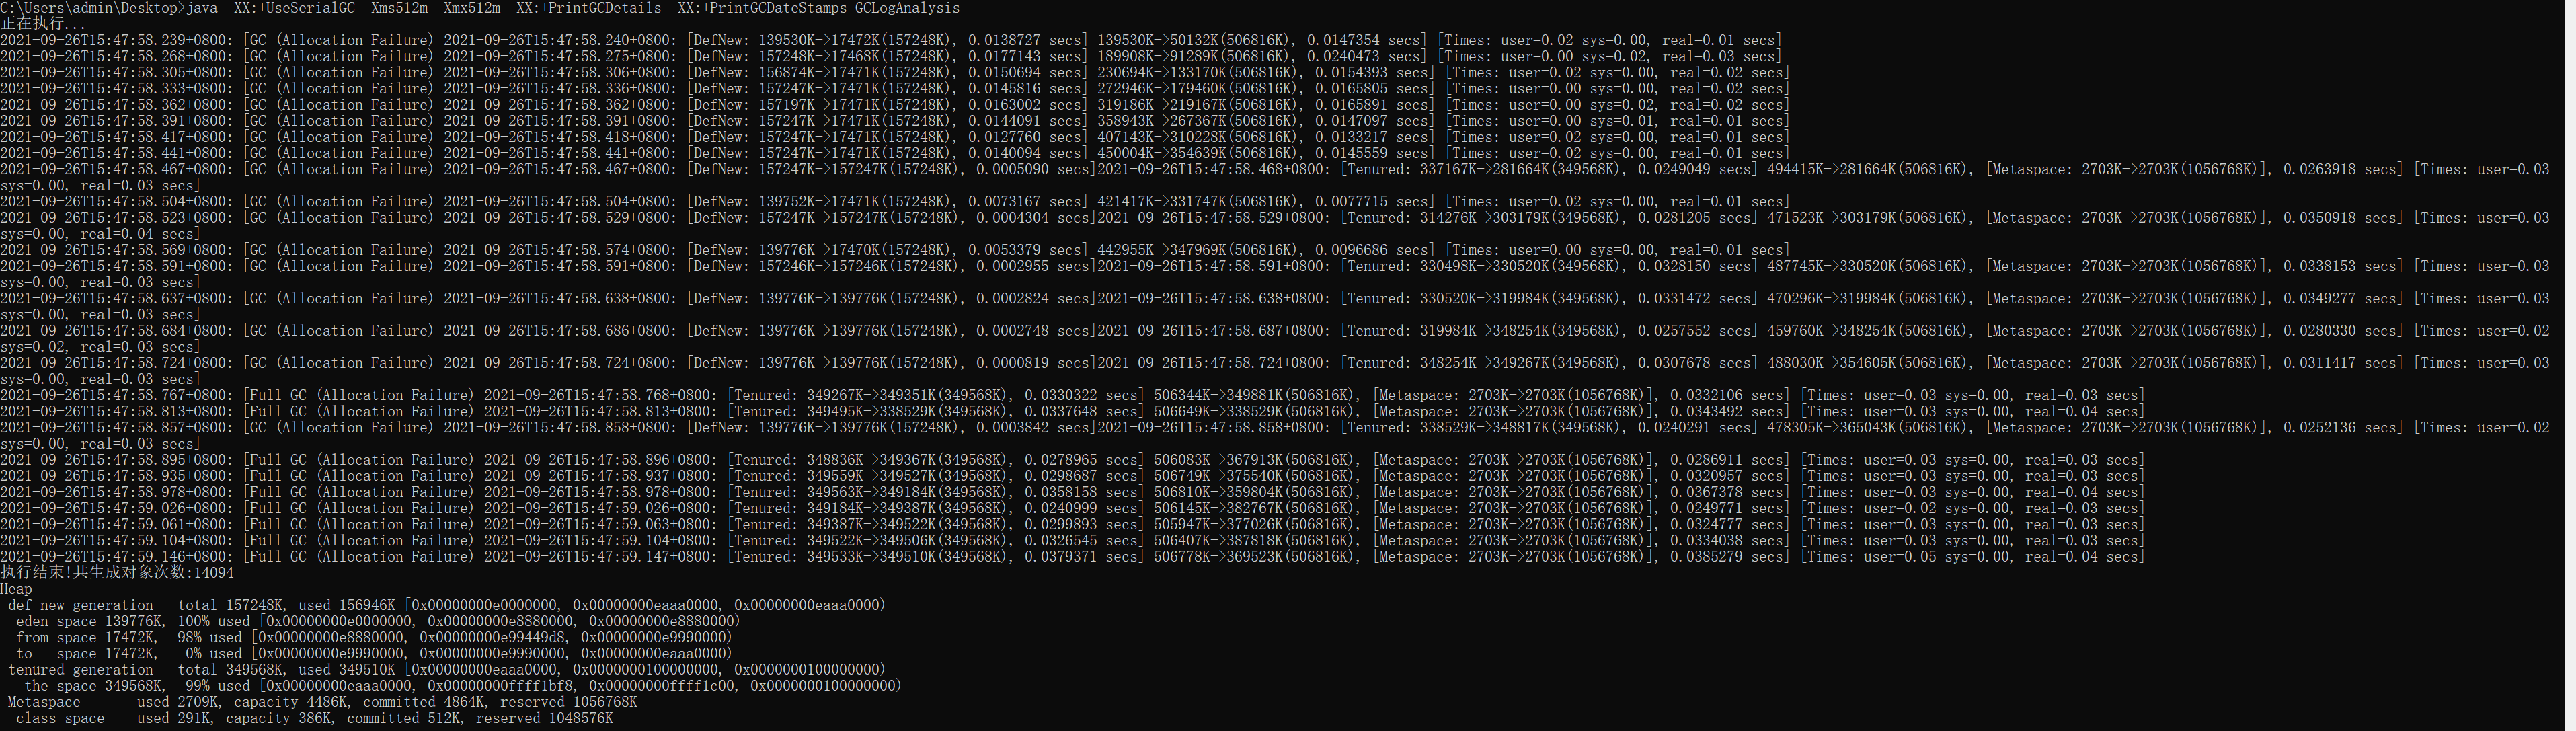 C:\Users\admin\Desktop>java -XX:+UseSerialGC -Xms512m -Xmx512m -XX:+PrintGCDetails -XX:+PrintGCDateStamps GCLogAnalysis
正在执行...
2021-09-26T15:47:58.239+0800: [GC (Allocation Failure) 2021-09-26T15:47:58.240+0800: [DefNew: 139530K->17472K(157248K), 0.0138727 secs] 139530K->50132K(506816K), 0.0147354 secs] [Times: user=0.02 sys=0.00, real=0.01 secs]
2021-09-26T15:47:58.268+0800: [GC (Allocation Failure) 2021-09-26T15:47:58.275+0800: [DefNew: 157248K->17468K(157248K), 0.0177143 secs] 189908K->91289K(506816K), 0.0240473 secs] [Times: user=0.00 sys=0.02, real=0.03 secs]
2021-09-26T15:47:58.305+0800: [GC (Allocation Failure) 2021-09-26T15:47:58.306+0800: [DefNew: 156874K->17471K(157248K), 0.0150694 secs] 230694K->133170K(506816K), 0.0154393 secs] [Times: user=0.02 sys=0.00, real=0.02 secs]
2021-09-26T15:47:58.333+0800: [GC (Allocation Failure) 2021-09-26T15:47:58.336+0800: [DefNew: 157247K->17471K(157248K), 0.0145816 secs] 272946K->179460K(506816K), 0.0165805 secs] [Times: user=0.00 sys=0.00, real=0.02 secs]
2021-09-26T15:47:58.362+0800: [GC (Allocation Failure) 2021-09-26T15:47:58.362+0800: [DefNew: 157197K->17471K(157248K), 0.0163002 secs] 319186K->219167K(506816K), 0.0165891 secs] [Times: user=0.00 sys=0.02, real=0.02 secs]
2021-09-26T15:47:58.391+0800: [GC (Allocation Failure) 2021-09-26T15:47:58.391+0800: [DefNew: 157247K->17471K(157248K), 0.0144091 secs] 358943K->267367K(506816K), 0.0147097 secs] [Times: user=0.00 sys=0.01, real=0.01 secs]
2021-09-26T15:47:58.417+0800: [GC (Allocation Failure) 2021-09-26T15:47:58.418+0800: [DefNew: 157247K->17471K(157248K), 0.0127760 secs] 407143K->310228K(506816K), 0.0133217 secs] [Times: user=0.02 sys=0.00, real=0.01 secs]
2021-09-26T15:47:58.441+0800: [GC (Allocation Failure) 2021-09-26T15:47:58.441+0800: [DefNew: 157247K->17471K(157248K), 0.0140094 secs] 450004K->354639K(506816K), 0.0145559 secs] [Times: user=0.02 sys=0.00, real=0.01 secs]
2021-09-26T15:47:58.467+0800: [GC (Allocation Failure) 2021-09-26T15:47:58.467+0800: [DefNew: 157247K->157247K(157248K), 0.0005090 secs]2021-09-26T15:47:58.468+0800: [Tenured: 337167K->281664K(349568K), 0.0249049 secs] 494415K->281664K(506816K), [Metaspace: 2703K->2703K(1056768K)], 0.0263918 secs] [Times: user=0.03
sys=0.00, real=0.03 secs]
2021-09-26T15:47:58.504+0800: [GC (Allocation Failure) 2021-09-26T15:47:58.504+0800: [DefNew: 139752K->17471K(157248K), 0.0073167 secs] 421417K->331747K(506816K), 0.0077715 secs] [Times: user=0.02 sys=0.00, real=0.01 secs]
2021-09-26T15:47:58.523+0800: [GC (Allocation Failure) 2021-09-26T15:47:58.529+0800: [DefNew: 157247K->157247K(157248K), 0.0004304 secs]2021-09-26T15:47:58.529+0800: [Tenured: 314276K->303179K(349568K), 0.0281205 secs] 471523K->303179K(506816K), [Metaspace: 2703K->2703K(1056768K)], 0.0350918 secs] [Times: user=0.03
sys=0.00, real=0.04 secs]
2021-09-26T15:47:58.569+0800: [GC (Allocation Failure) 2021-09-26T15:47:58.574+0800: [DefNew: 139776K->17470K(157248K), 0.0053379 secs] 442955K->347969K(506816K), 0.0096686 secs] [Times: user=0.00 sys=0.00, real=0.01 secs]
2021-09-26T15:47:58.591+0800: [GC (Allocation Failure) 2021-09-26T15:47:58.591+0800: [DefNew: 157246K->157246K(157248K), 0.0002955 secs]2021-09-26T15:47:58.591+0800: [Tenured: 330498K->330520K(349568K), 0.0328150 secs] 487745K->330520K(506816K), [Metaspace: 2703K->2703K(1056768K)], 0.0338153 secs] [Times: user=0.03
sys=0.00, real=0.03 secs]
2021-09-26T15:47:58.637+0800: [GC (Allocation Failure) 2021-09-26T15:47:58.638+0800: [DefNew: 139776K->139776K(157248K), 0.0002824 secs]2021-09-26T15:47:58.638+0800: [Tenured: 330520K->319984K(349568K), 0.0331472 secs] 470296K->319984K(506816K), [Metaspace: 2703K->2703K(1056768K)], 0.0349277 secs] [Times: user=0.03
sys=0.00, real=0.03 secs]
2021-09-26T15:47:58.684+0800: [GC (Allocation Failure) 2021-09-26T15:47:58.686+0800: [DefNew: 139776K->139776K(157248K), 0.0002748 secs]2021-09-26T15:47:58.687+0800: [Tenured: 319984K->348254K(349568K), 0.0257552 secs] 459760K->348254K(506816K), [Metaspace: 2703K->2703K(1056768K)], 0.0280330 secs] [Times: user=0.02
sys=0.02, real=0.03 secs]
2021-09-26T15:47:58.724+0800: [GC (Allocation Failure) 2021-09-26T15:47:58.724+0800: [DefNew: 139776K->139776K(157248K), 0.0000819 secs]2021-09-26T15:47:58.724+0800: [Tenured: 348254K->349267K(349568K), 0.0307678 secs] 488030K->354605K(506816K), [Metaspace: 2703K->2703K(1056768K)], 0.0311417 secs] [Times: user=0.03
sys=0.00, real=0.03 secs]
2021-09-26T15:47:58.767+0800: [Full GC (Allocation Failure) 2021-09-26T15:47:58.768+0800: [Tenured: 349267K->349351K(349568K), 0.0330322 secs] 506344K->349881K(506816K), [Metaspace: 2703K->2703K(1056768K)], 0.0332106 secs] [Times: user=0.03 sys=0.00, real=0.03 secs]
2021-09-26T15:47:58.813+0800: [Full GC (Allocation Failure) 2021-09-26T15:47:58.813+0800: [Tenured: 349495K->338529K(349568K), 0.0337648 secs] 506649K->338529K(506816K), [Metaspace: 2703K->2703K(1056768K)], 0.0343492 secs] [Times: user=0.03 sys=0.00, real=0.04 secs]
2021-09-26T15:47:58.857+0800: [GC (Allocation Failure) 2021-09-26T15:47:58.858+0800: [DefNew: 139776K->139776K(157248K), 0.0003842 secs]2021-09-26T15:47:58.858+0800: [Tenured: 338529K->348817K(349568K), 0.0240291 secs] 478305K->365043K(506816K), [Metaspace: 2703K->2703K(1056768K)], 0.0252136 secs] [Times: user=0.02
sys=0.00, real=0.03 secs]
2021-09-26T15:47:58.895+0800: [Full GC (Allocation Failure) 2021-09-26T15:47:58.896+0800: [Tenured: 348836K->349367K(349568K), 0.0278965 secs] 506083K->367913K(506816K), [Metaspace: 2703K->2703K(1056768K)], 0.0286911 secs] [Times: user=0.03 sys=0.00, real=0.03 secs]
2021-09-26T15:47:58.935+0800: [Full GC (Allocation Failure) 2021-09-26T15:47:58.937+0800: [Tenured: 349559K->349527K(349568K), 0.0298687 secs] 506749K->375540K(506816K), [Metaspace: 2703K->2703K(1056768K)], 0.0320957 secs] [Times: user=0.03 sys=0.00, real=0.03 secs]
2021-09-26T15:47:58.978+0800: [Full GC (Allocation Failure) 2021-09-26T15:47:58.978+0800: [Tenured: 349563K->349184K(349568K), 0.0358158 secs] 506810K->359804K(506816K), [Metaspace: 2703K->2703K(1056768K)], 0.0367378 secs] [Times: user=0.03 sys=0.00, real=0.04 secs]
2021-09-26T15:47:59.026+0800: [Full GC (Allocation Failure) 2021-09-26T15:47:59.026+0800: [Tenured: 349184K->349387K(349568K), 0.0240999 secs] 506145K->382767K(506816K), [Metaspace: 2703K->2703K(1056768K)], 0.0249771 secs] [Times: user=0.02 sys=0.00, real=0.03 secs]
2021-09-26T15:47:59.061+0800: [Full GC (Allocation Failure) 2021-09-26T15:47:59.063+0800: [Tenured: 349387K->349522K(349568K), 0.0299893 secs] 505947K->377026K(506816K), [Metaspace: 2703K->2703K(1056768K)], 0.0324777 secs] [Times: user=0.03 sys=0.00, real=0.03 secs]
2021-09-26T15:47:59.104+0800: [Full GC (Allocation Failure) 2021-09-26T15:47:59.104+0800: [Tenured: 349522K->349506K(349568K), 0.0326545 secs] 506407K->387818K(506816K), [Metaspace: 2703K->2703K(1056768K)], 0.0334038 secs] [Times: user=0.03 sys=0.00, real=0.03 secs]
2021-09-26T15:47:59.146+0800: [Full GC (Allocation Failure) 2021-09-26T15:47:59.147+0800: [Tenured: 349533K->349510K(349568K), 0.0379371 secs] 506778K->369523K(506816K), [Metaspace: 2703K->2703K(1056768K)], 0.0385279 secs] [Times: user=0.05 sys=0.00, real=0.04 secs]
执行结束!共生成对象次数:14094
Heap
 def new generation   total 157248K, used 156946K [0x00000000e0000000, 0x00000000eaaa0000, 0x00000000eaaa0000)
  eden space 139776K, 100% used [0x00000000e0000000, 0x00000000e8880000, 0x00000000e8880000)
  from space 17472K,  98% used [0x00000000e8880000, 0x00000000e99449d8, 0x00000000e9990000)
  to   space 17472K,   0% used [0x00000000e9990000, 0x00000000e9990000, 0x00000000eaaa0000)
 tenured generation   total 349568K, used 349510K [0x00000000eaaa0000, 0x0000000100000000, 0x0000000100000000)
   the space 349568K,  99% used [0x00000000eaaa0000, 0x00000000ffff1bf8, 0x00000000ffff1c00, 0x0000000100000000)
 Metaspace       used 2709K, capacity 4486K, committed 4864K, reserved 1056768K
  class space    used 291K, capacity 386K, committed 512K, reserved 1048576K